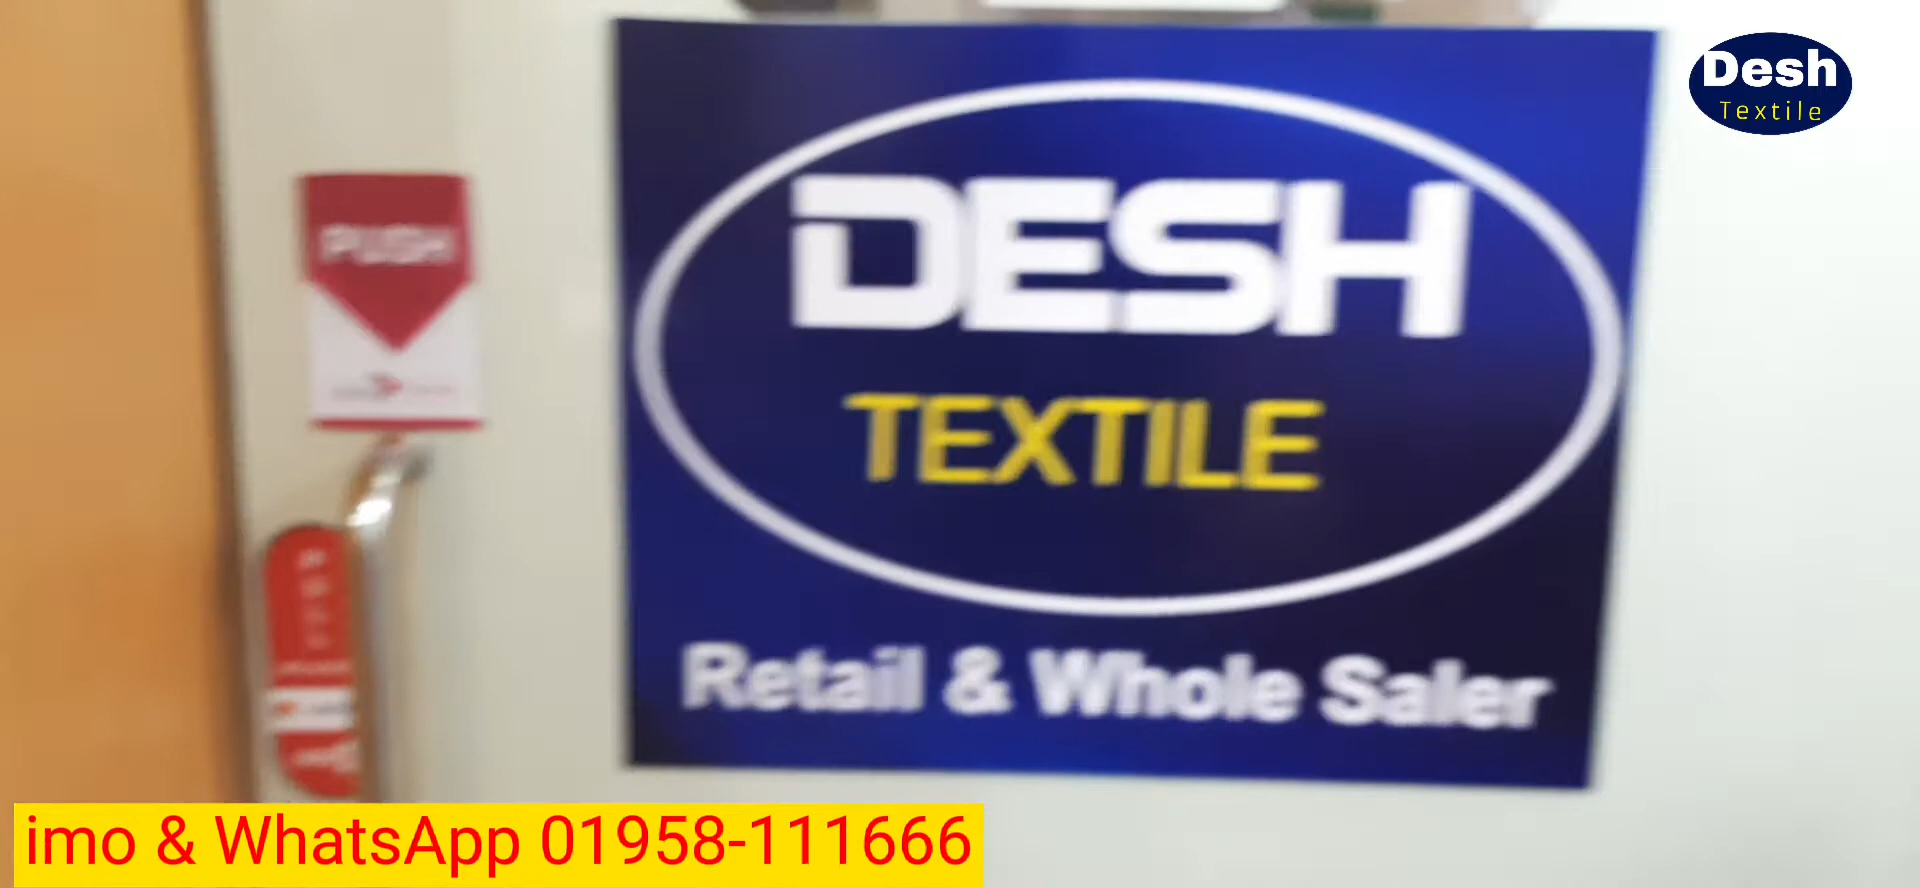 Desh
Textile
DESH
TEXTILE
Retail & Whole Saler
PUSH
imo & WhatsApp 01958-111666